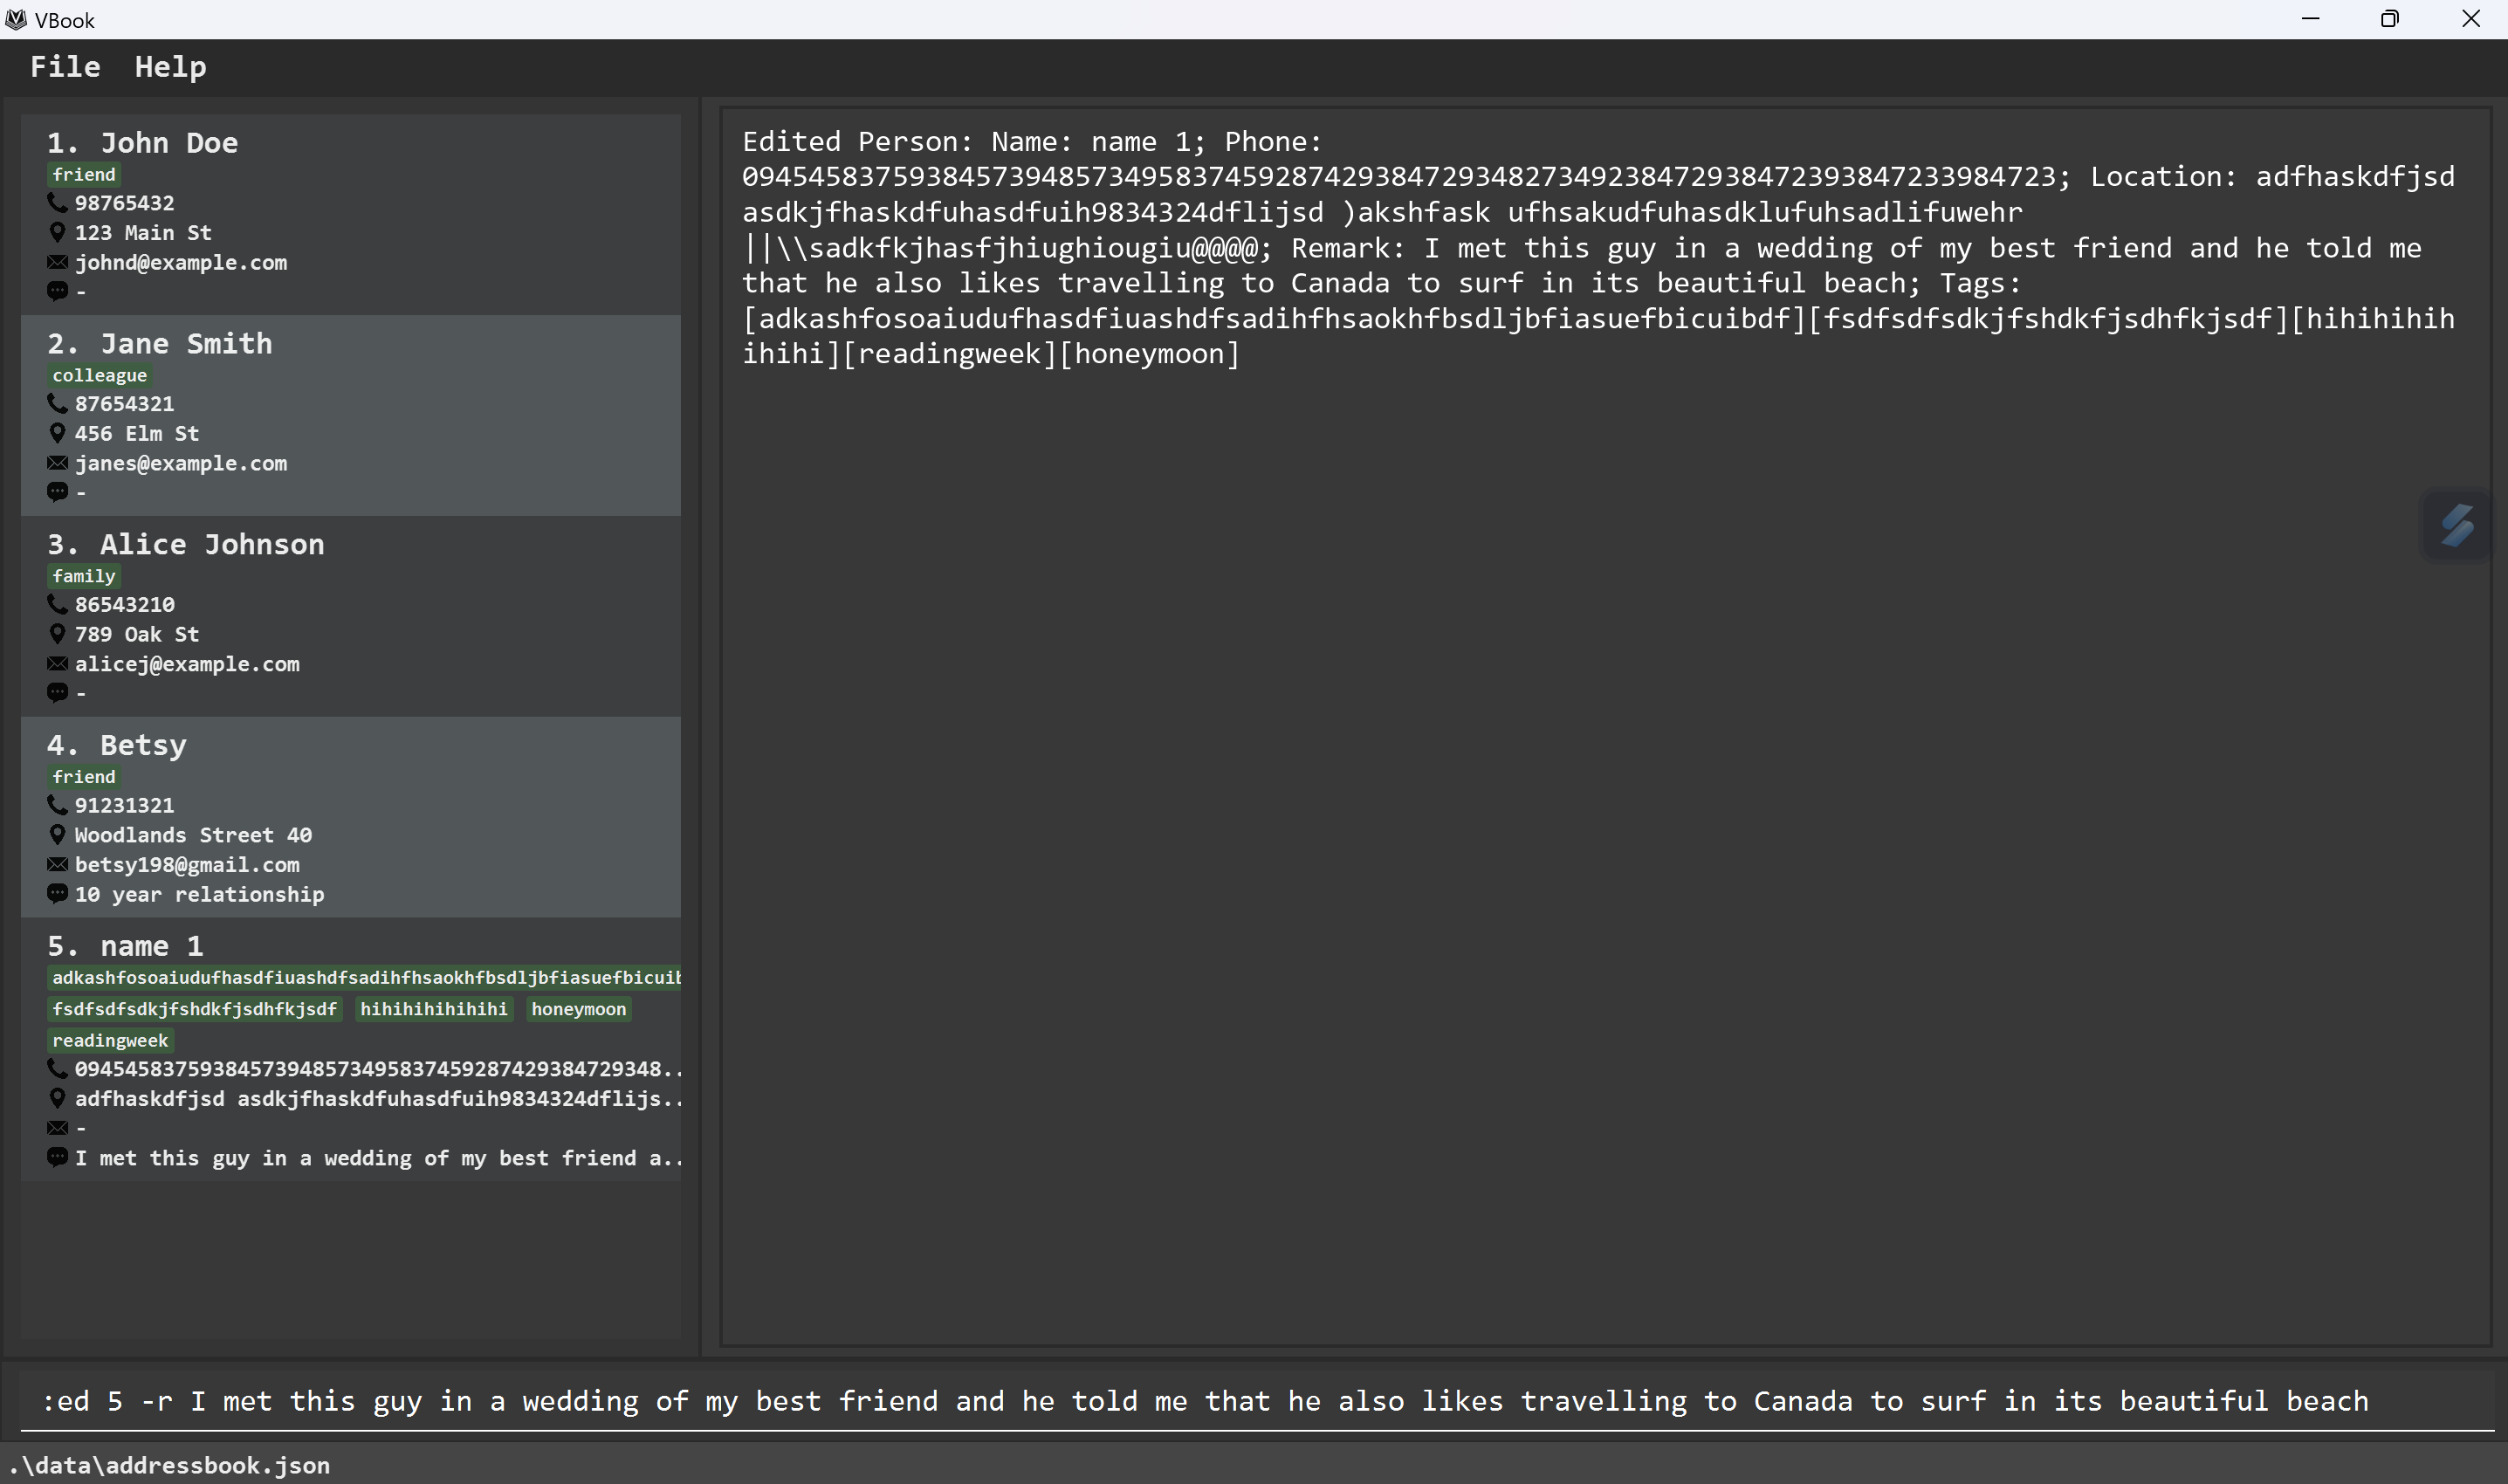 VBook
File Help
1. John Doe
friend
98765432
123 Main St
johnd@example.com
-
2. Jane Smith
colleague
87654321
456 Elm St
janes@example.com
-
3. Alice Johnson
family
86543210
789 Oak St
alicej@example.com
-
4. Betsy
friend
91231321
Woodlands Street 40
betsy198@gmail.com
10 year relationship
5. name 1
adkashfosoaiudufhasdfiuashdfsadihfhsaokhfbsdljbfiasuefbicuib
fsdfsdfsdkjfshdkfjsdhfkjsdf hihihihihihihi honeymoon
readingweek
09454583759384573948573495837459287429384729348..
adfhaskdfjsd asdkjfhaskdfuhasdfuih9834324dflijs..
-
I met this guy in a wedding of my best friend a..
Edited Person: Name: name 1; Phone:
09454583759384573948573495837459287429384729348273492384729384723938472339​84723; Location: adfhaskdfjsd
asdkjfhaskdfuhasdfuih9834324dflijsd )akshfask ufhsakudfuhasdklufuhsadlifuwehr
||\\sadkfkjhasfjhiughiougiu@@@@; Remark: I met this guy in a wedding of my best friend and he told me
that he also likes travelling to Canada to surf in its beautiful beach; Tags:
[adkashfosoaiudufhasdfiuashdfsadihfhsaokhfbsdljbfiasuefbicuibdf][fsdfsdfsdkjfshdkfjsdhfkjsdf][hihihihih
ihihi][readingweek][honeymoon]
:ed 5 -r I met this guy in a wedding of my best friend and he told me that he also likes travelling to Canada to surf in its beautiful beach
.\data\addressbook.json